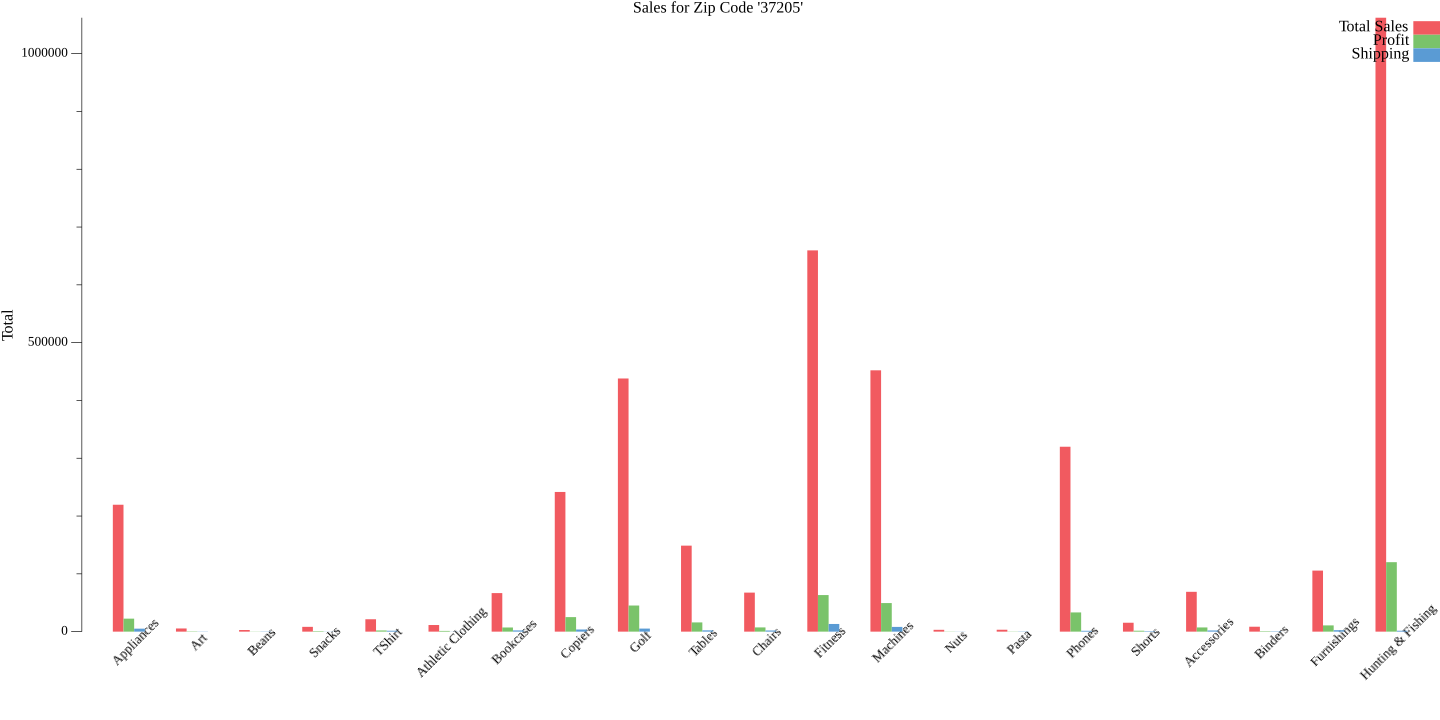 Sales for Zip Code '37205'
Total Sales
Profit
Shipping
1000000
500000
0
Total
Appliances
Art
Beans
Snacks
TShirt
Athletic Clothing
Bookcases
Copiers
Golf
Tables
Chairs
Fitness
Machines
Nuts
Pasta
Phones
Shorts
Accessories
Binders
Furnishings
Hunting & Fishing